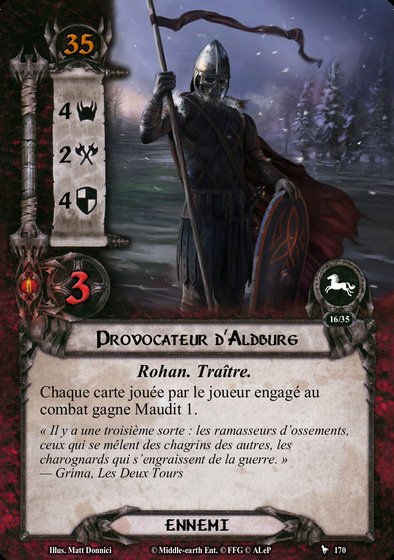 35
4
2
4
3
16/35
Provocateur d'Aldburg
Rohan. Traître.
Chaque carte jouée par le joueur engagé au
combat gagne Maudit 1.
« Il y a une troisième sorte : les ramasseurs d'ossements,
ceux qui se mêlent des chagrins des autres, les
charognards qui s'engraissent de la guerre. »
— Gríma, Les Deux Tours
ENNEMI
Illus. Matt Donnici
© Middle-earth Ent. © FFG © ALeP
170